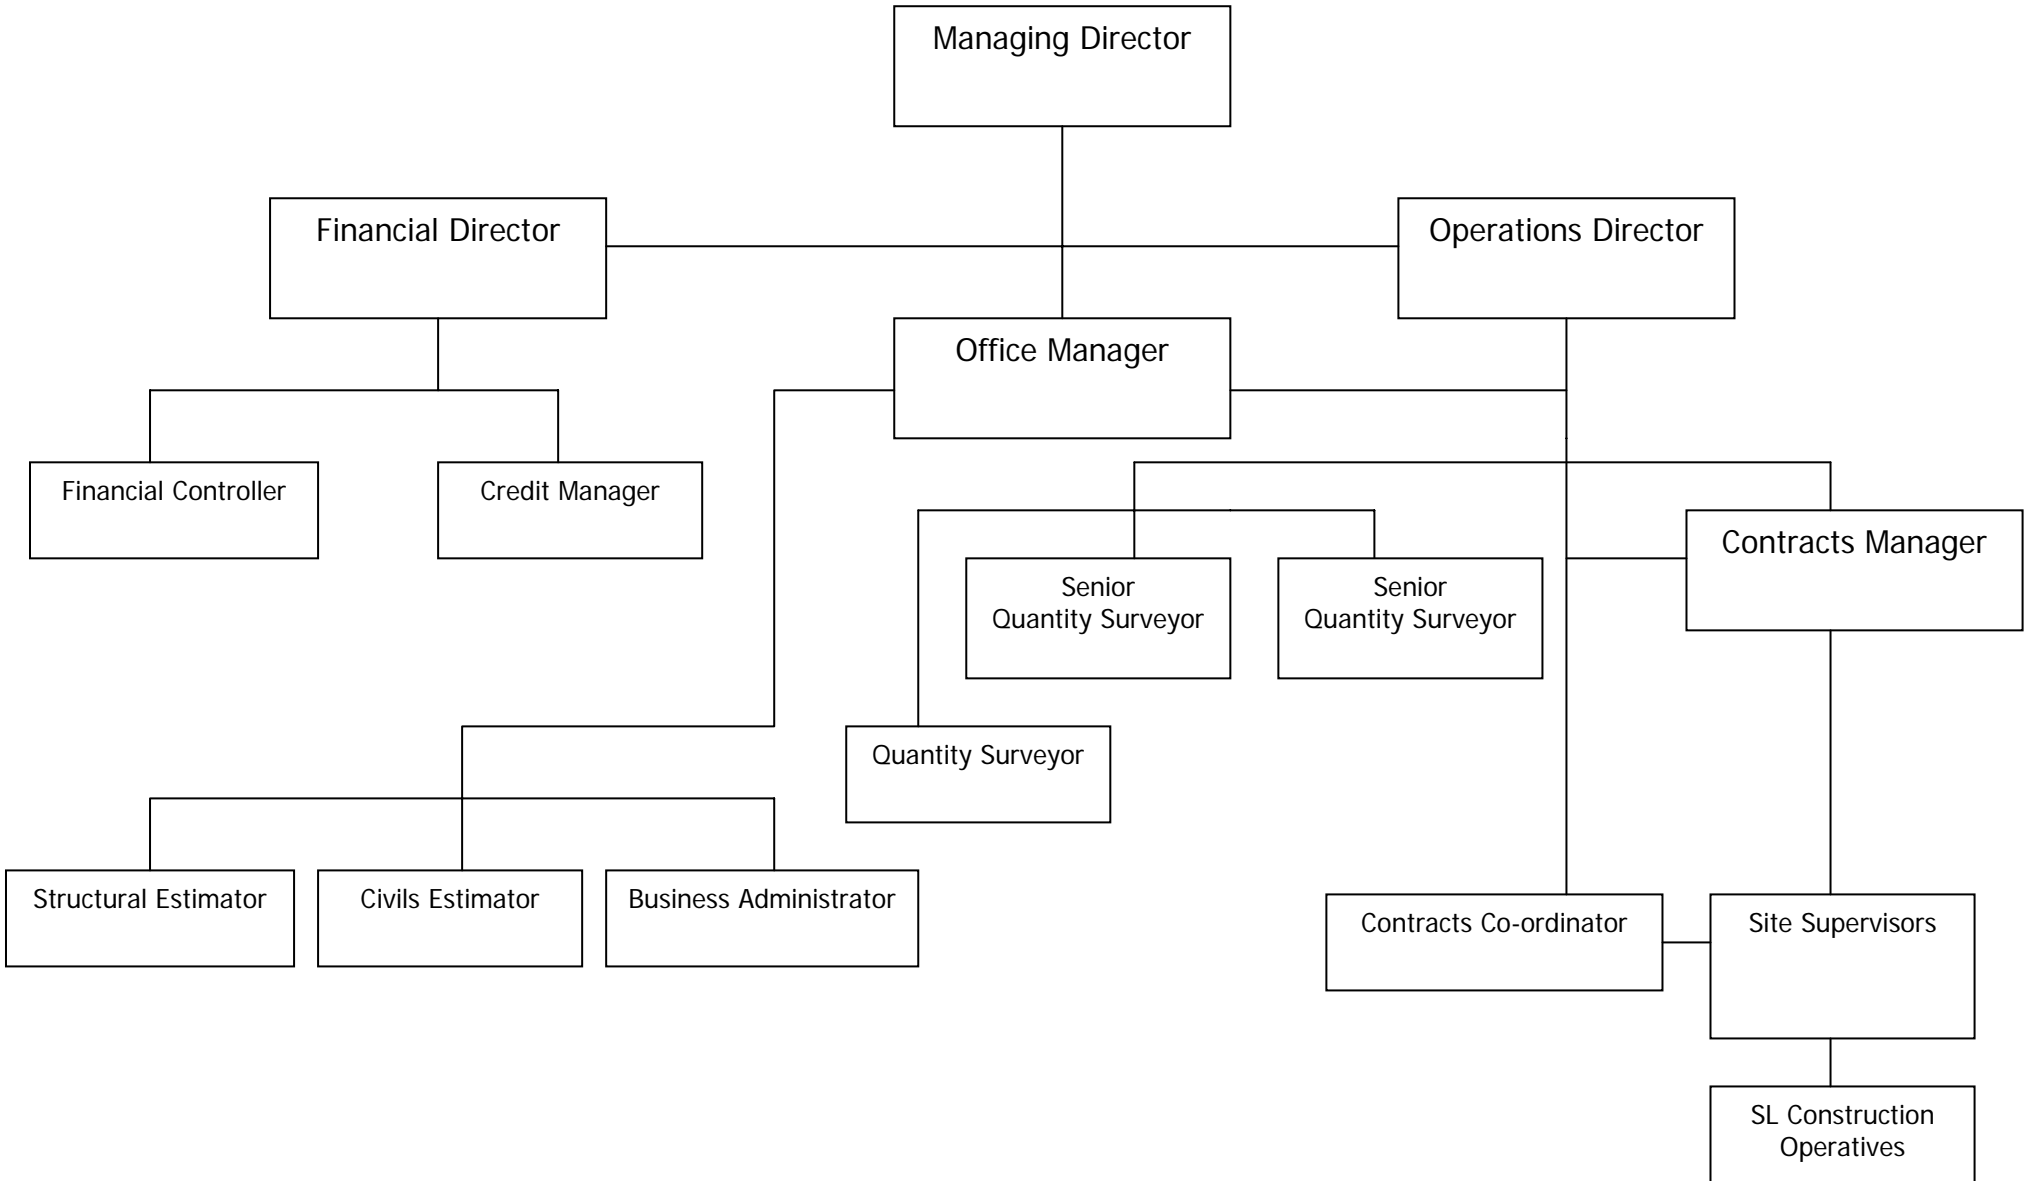 Managing Director
Financial Director
Operations Director
Office Manager
Financial Controller
Credit Manager
Contracts Manager
Senior
Quantity Surveyor
Senior
Quantity Surveyor
Quantity Surveyor
Structural Estimator
Civils Estimator
Business Administrator
Contracts Co-ordinator
Site Supervisors
SL Construction
Operatives